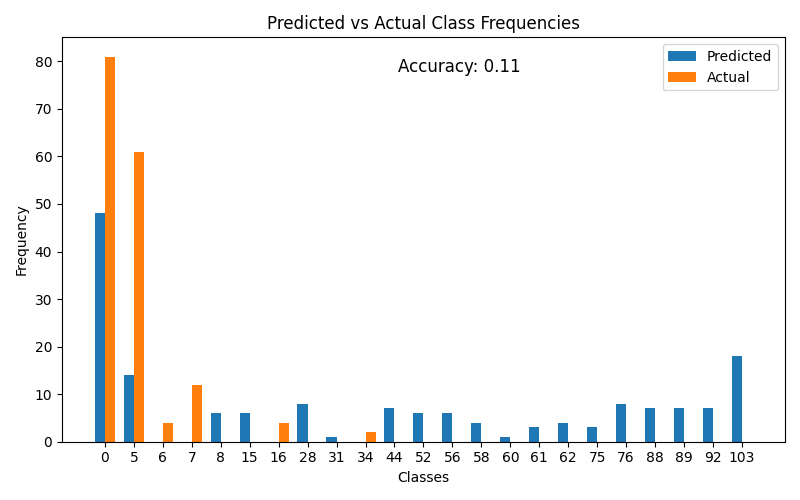 Predicted vs Actual Class Frequencies
Accuracy: 0.11
Predicted
Actual
Frequency
80
70
60
50
40
30
20
10
0
0 5 6 7 8 15 16 28 31 34 44 52 56 58 60 61 62 75 76 88 89 92 103
Classes